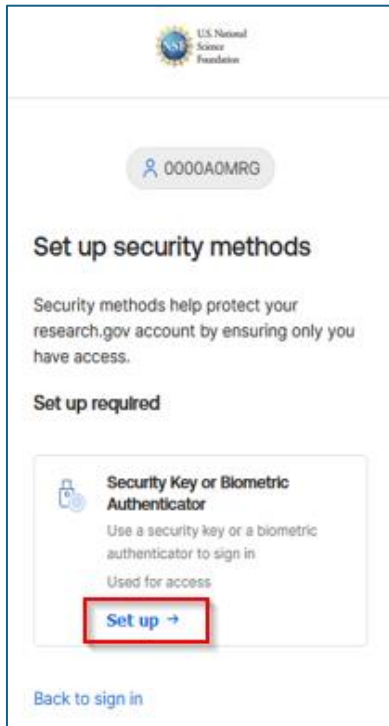 NSF
U.S. National
Science
Foundation
0000A0MRG
Set up security methods
Security methods help protect your
research.gov account by ensuring only you
have access.
Set up required
Security Key or Biometric
Authenticator
Use a security key or a biometric
authenticator to sign in
Used for access
Set up →
Back to sign in